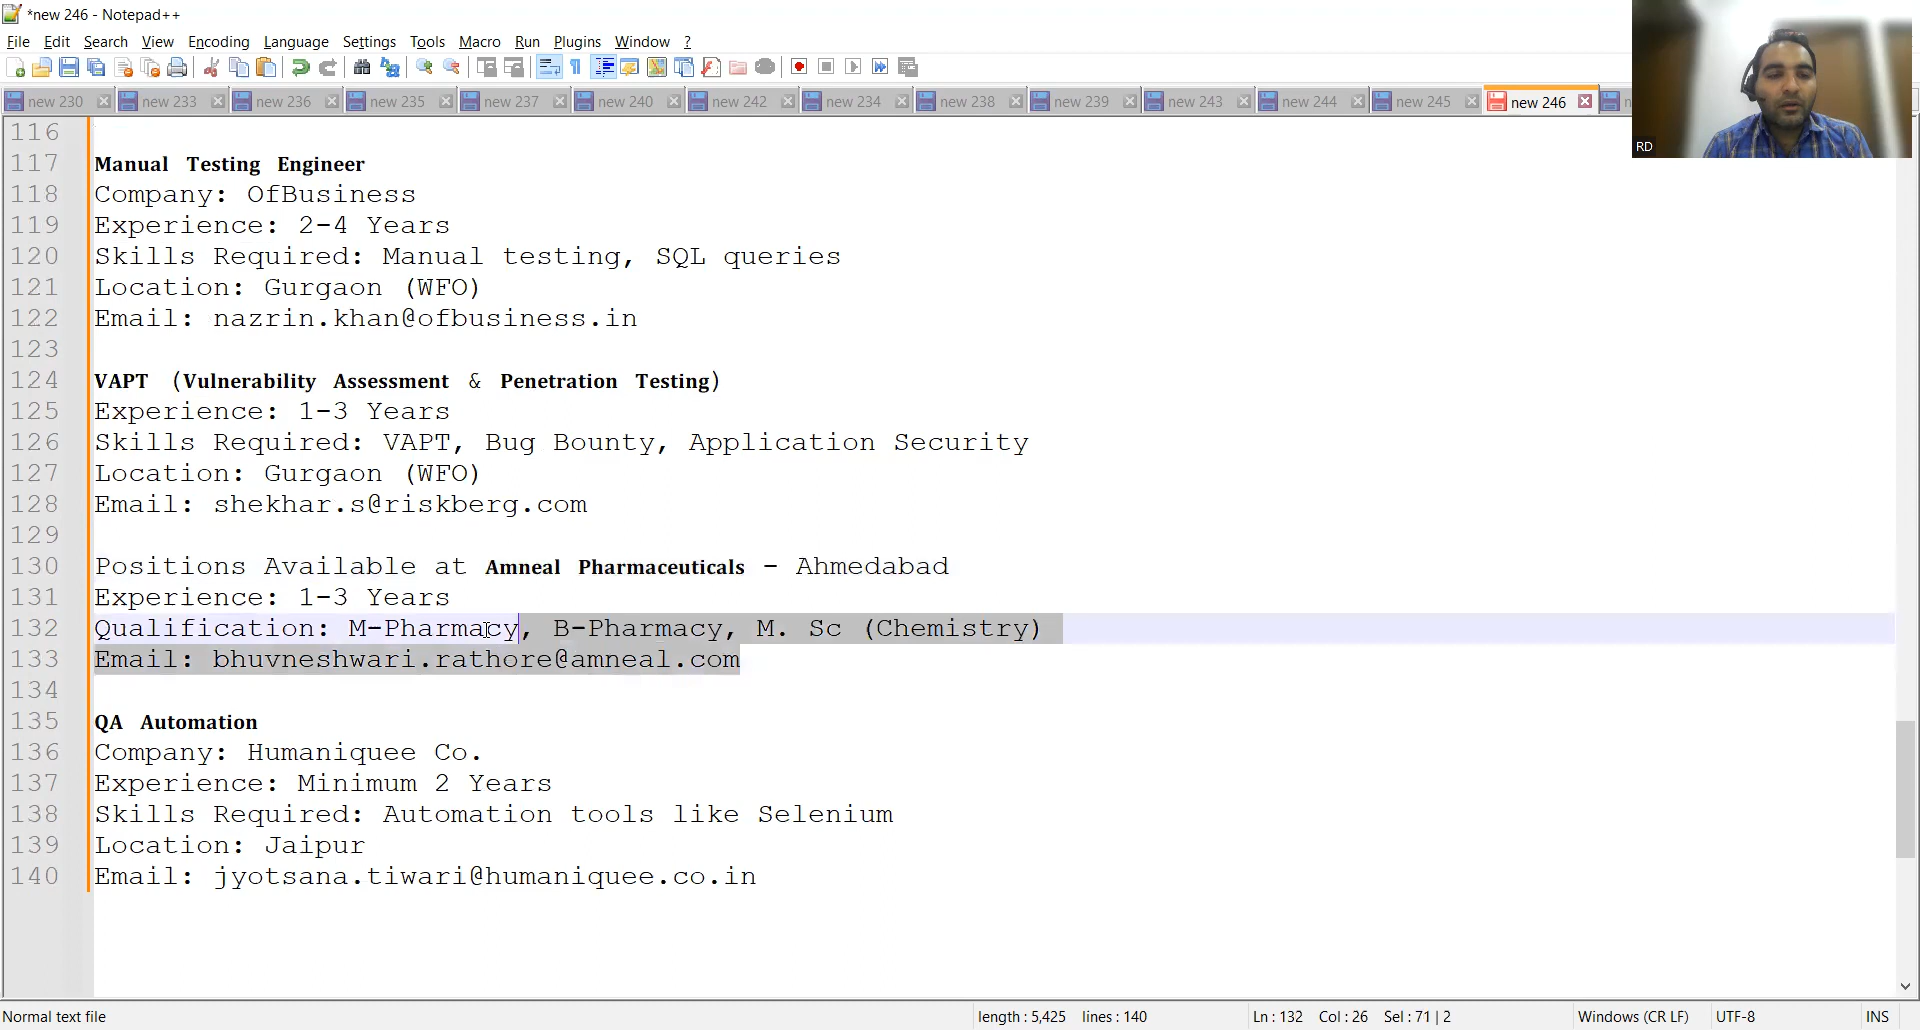 *new 246 - Notepad++
File Edit Search View Encoding Language Settings Tools Macro Run Plugins Window ?
new 230 new 233 new 236 new 235 new 237 new 240 new 242 new 234 new 238 new 239 new 243 new 244 new 245 new 246
RD
116
117 Manual Testing Engineer
118 Company: OfBusiness
119 Experience: 2-4 Years
120 Skills Required: Manual testing, SQL queries
121 Location: Gurgaon (WFO)
122 Email: nazrin.khan@ofbusiness.in
123
124 VAPT (Vulnerability Assessment & Penetration Testing)
125 Experience: 1-3 Years
126 Skills Required: VAPT, Bug Bounty, Application Security
127 Location: Gurgaon (WFO)
128 Email: shekhar.s@riskberg.com
129
130 Positions Available at Amneal Pharmaceuticals - Ahmedabad
131 Experience: 1-3 Years
132 Qualification: M-Pharmacy, B-Pharmacy, M. Sc (Chemistry)
133 Email: bhuvneshwari.rathore@amneal.com
134
135 QA Automation
136 Company: Humaniquee Co.
137 Experience: Minimum 2 Years
138 Skills Required: Automation tools like Selenium
139 Location: Jaipur
140 Email: jyotsana.tiwari@humaniquee.co.in
Normal text file length : 5,425 lines : 140 Ln : 132 Col : 26 Sel : 71 | 2 Windows (CR LF) UTF-8 INS